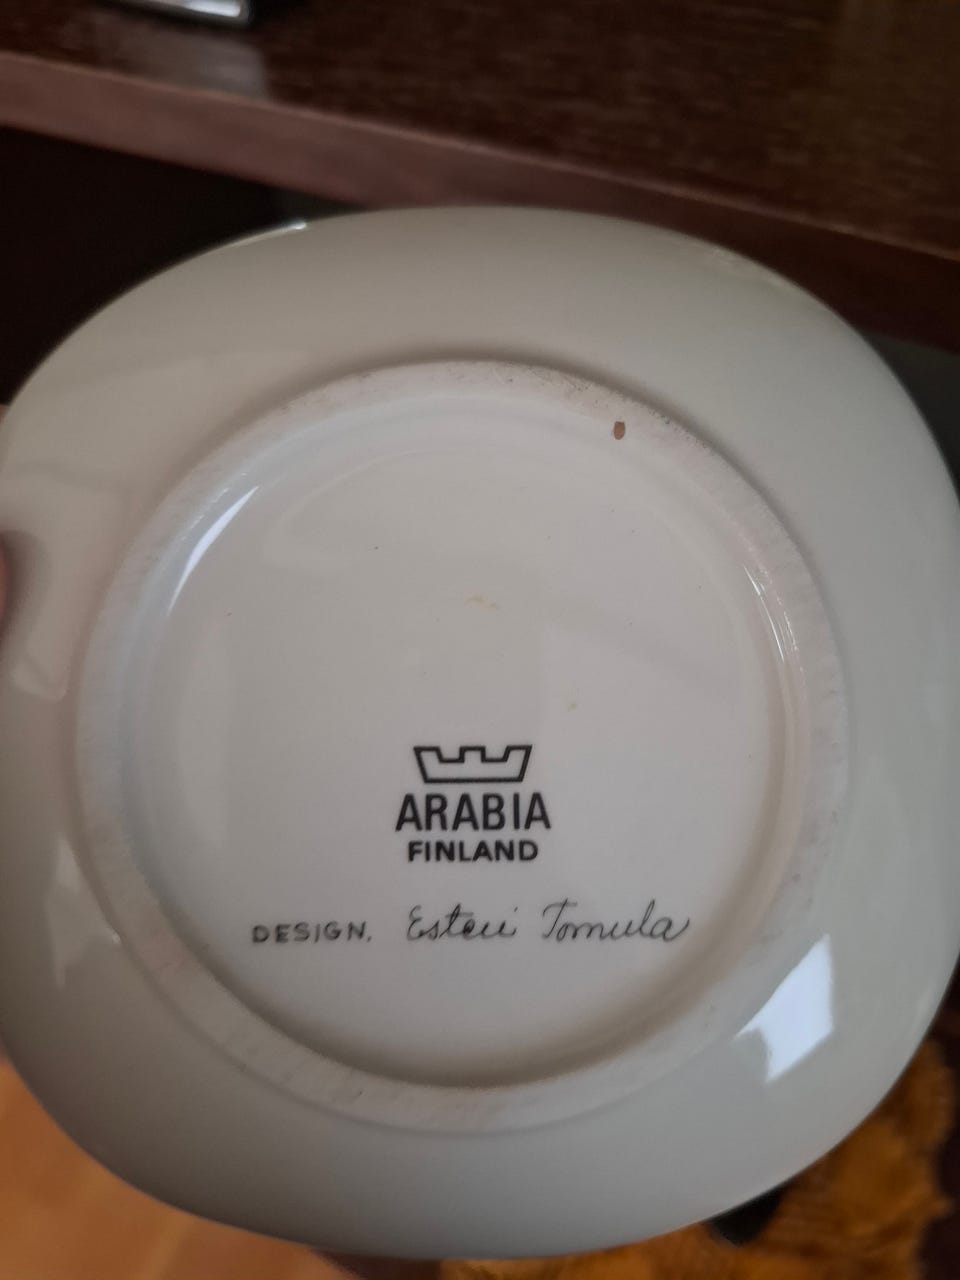 ARABIA
FINLAND
DESIGN. Esteri Tomula